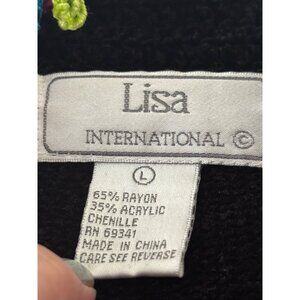 Lisa
INTERNATIONAL ©
L
65% RAYON
35% ACRYLIC
CHENILLE
RN 69341
MADE IN CHINA
CARE SEE REVERSE